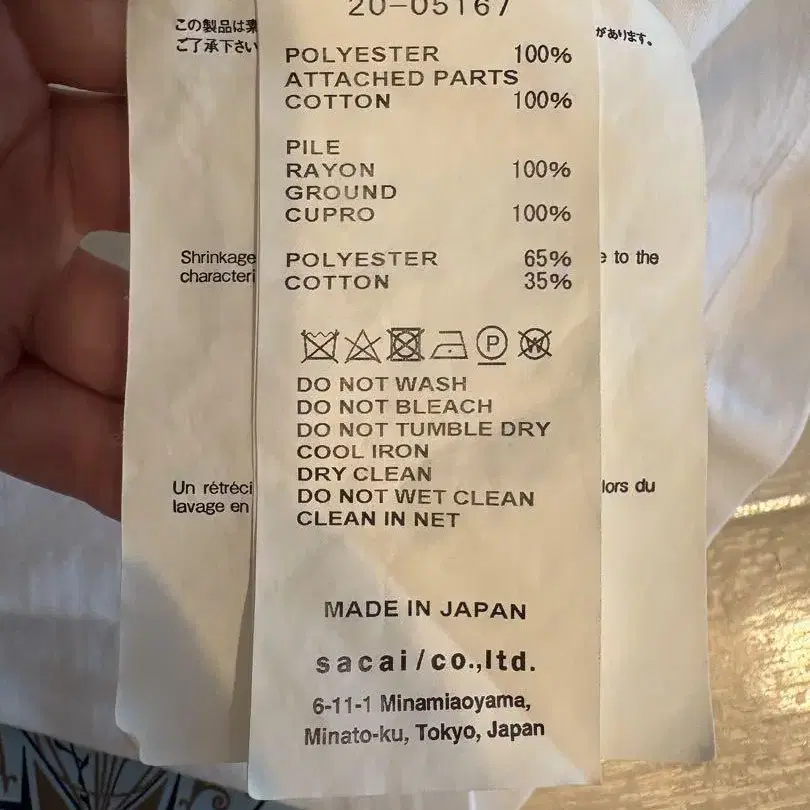 20-05167
この製品は素
ご了承下さい
があります。
POLYESTER 100%
ATTACHED PARTS
COTTON 100%
PILE
RAYON 100%
GROUND
CUPRO 100%
Shrinkage
characteri
e to the
POLYESTER 65%
COTTON 35%
P
W
DO NOT WASH
DO NOT BLEACH
DO NOT TUMBLE DRY
COOL IRON
DRY CLEAN
DO NOT WET CLEAN
CLEAN IN NET
Un rétréci
lavage en
lors du
MADE IN JAPAN
sacai/co.,ltd.
6-11-1 Minamiaoyama,
Minato-ku, Tokyo, Japan